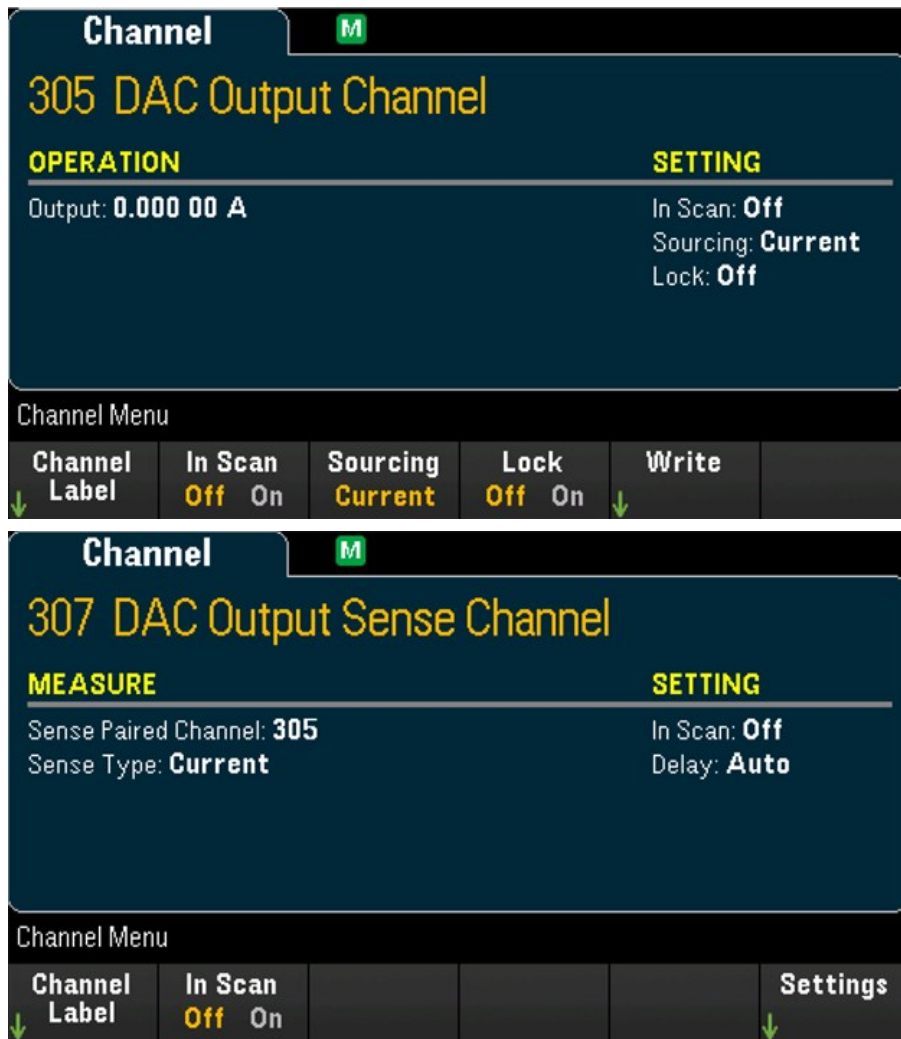 Channel M
305 DAC Output Channel
OPERATION SETTING
Output: 0.000 00 A In Scan: Off
Sourcing: Current
Lock: Off
Channel Menu
Channel In Scan Sourcing Lock Write
Label Off On Current Off On
Channel M
307 DAC Output Sense Channel
MEASURE SETTING
Sense Paired Channel: 305 In Scan: Off
Sense Type: Current Delay: Auto
Channel Menu
Channel In Scan Settings
Label Off On